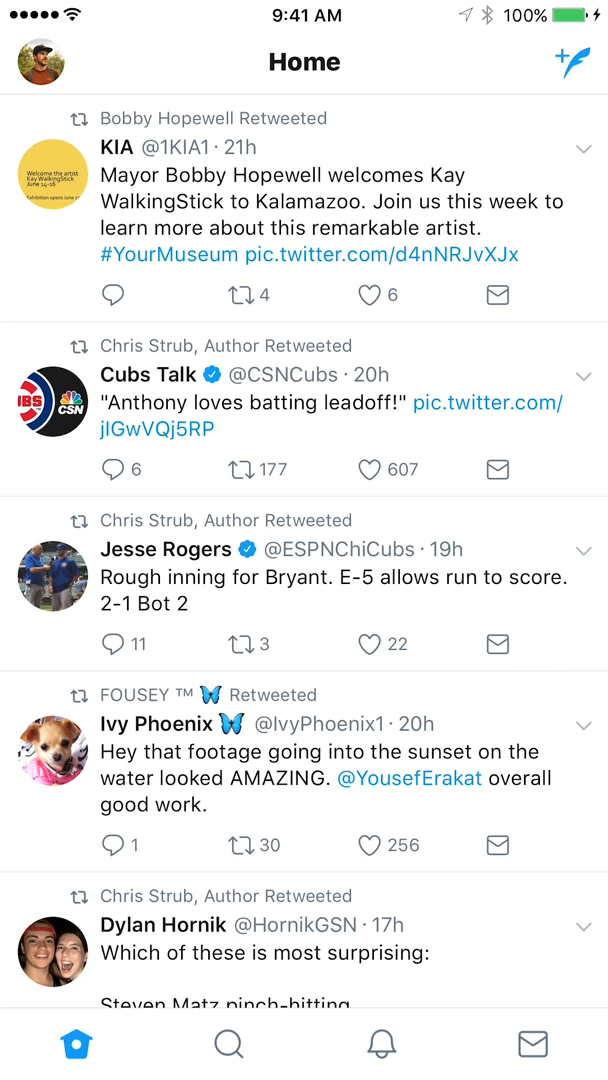 9:41 AM 100%
Home
Bobby Hopewell Retweeted
KIA @1KIA1 · 21h
Welcome the artist
Kay WalkingStick
June 14-16
Exhibition opens June
Mayor Bobby Hopewell welcomes Kay
WalkingStick to Kalamazoo. Join us this week to
learn more about this remarkable artist.
#YourMuseum pic.twitter.com/d4nNRJvXJx
4 6
Chris Strub, Author Retweeted
Cubs Talk @CSNCubs · 20h
CSN
"Anthony loves batting leadoff!" pic.twitter.com/
jIGwVQj5RP
6 177 607
Chris Strub, Author Retweeted
Jesse Rogers @ESPNChiCubs · 19h
Rough inning for Bryant. E-5 allows run to score.
2-1 Bot 2
11 3 22
FOUSEY ™ 🦋 Retweeted
Ivy Phoenix 🦋 @IvyPhoenix1 · 20h
Hey that footage going into the sunset on the
water looked AMAZING. @YousefErakat overall
good work.
1 30 256
Chris Strub, Author Retweeted
Dylan Hornik @HornikGSN · 17h
Which of these is most surprising:
Steven Matz pinch-hitting